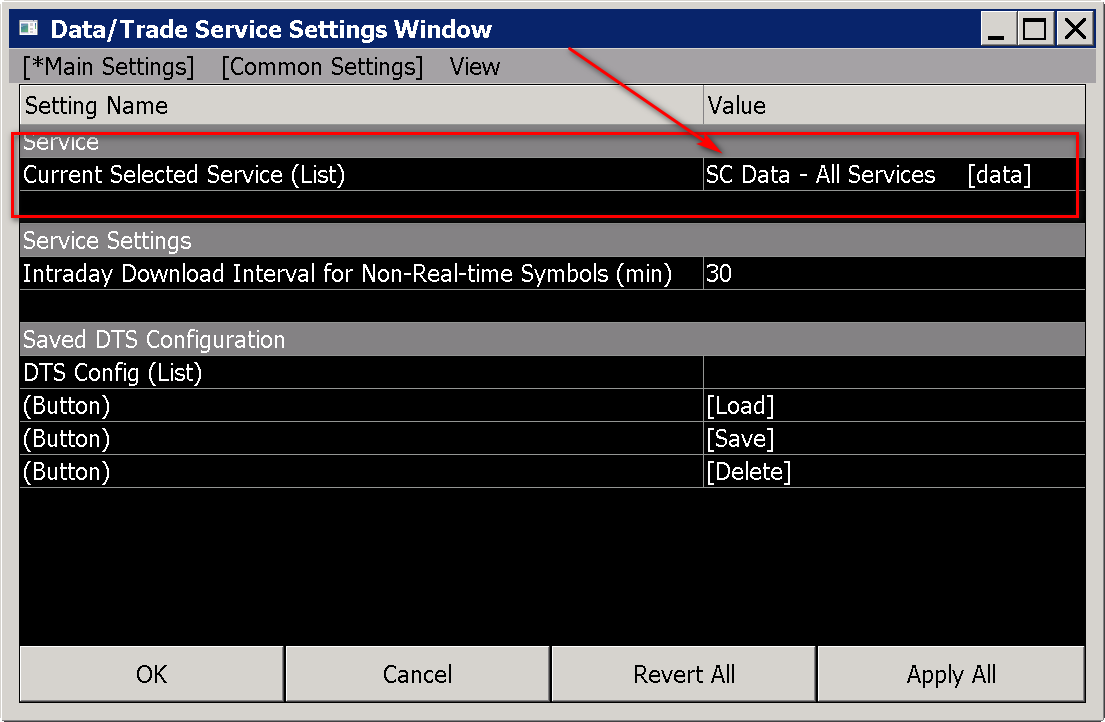 Data/Trade Service Settings Window
[*Main Settings] [Common Settings] View
Setting Name Value
Service
Current Selected Service (List) SC Data - All Services [data]
Service Settings
Intraday Download Interval for Non-Real-time Symbols (min) 30
Saved DTS Configuration
DTS Config (List)
(Button) [Load]
(Button) [Save]
(Button) [Delete]
OK Cancel Revert All Apply All